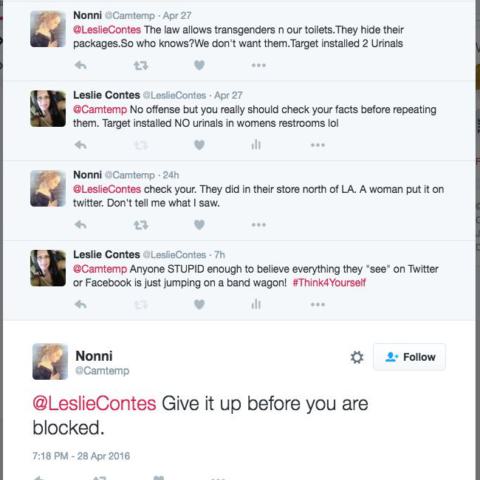 Nonni @Camtemp · Apr 27
@LeslieContes The law allows transgenders n our toilets.They hide their
packages.So who knows?We don't want them.Target installed 2 Urinals
Leslie Contes @LeslieContes · Apr 27
@Camtemp No offense but you really should check your facts before repeating
them. Target installed NO urinals in womens restrooms lol
Nonni @Camtemp · 24h
@LeslieContes check your. They did in their store north of LA. A woman put it on
twitter. Don't tell me what I saw.
Leslie Contes @LeslieContes · 7h
@Camtemp Anyone STUPID enough to believe everything they "see" on Twitter
or Facebook is just jumping on a band wagon! #Think4Yourself
Nonni
@Camtemp
Follow
@LeslieContes Give it up before you are
blocked.
7:18 PM - 28 Apr 2016